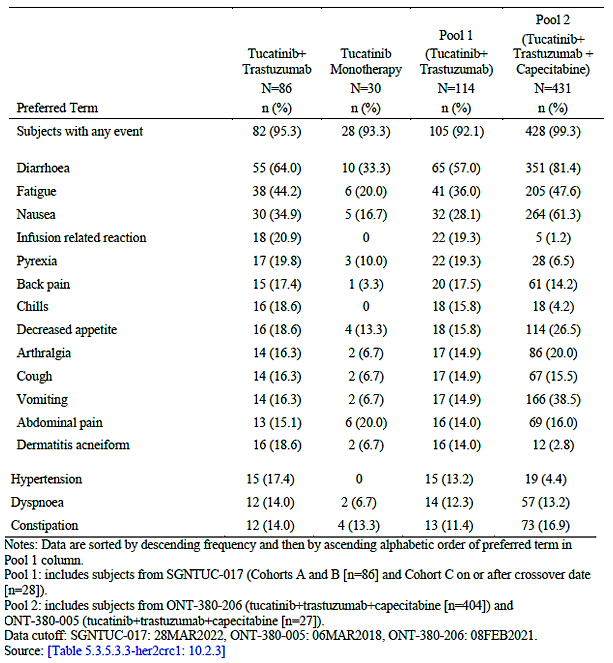 Pool 2
Pool 1 (Tucatinib+
Tucatinib+ Tucatinib (Tucatinib+ Trastuzumab +
Trastuzumab Monotherapy Trastuzumab) Capecitabine)
N=86 N=30 N=114 N=431
Preferred Term n (%) n (%) n (%) n (%)
Subjects with any event 82 (95.3) 28 (93.3) 105 (92.1) 428 (99.3)
Diarrhoea 55 (64.0) 10 (33.3) 65 (57.0) 351 (81.4)
Fatigue 38 (44.2) 6 (20.0) 41 (36.0) 205 (47.6)
Nausea 30 (34.9) 5 (16.7) 32 (28.1) 264 (61.3)
Infusion related reaction 18 (20.9) 0 22 (19.3) 5 (1.2)
Pyrexia 17 (19.8) 3 (10.0) 22 (19.3) 28 (6.5)
Back pain 15 (17.4) 1 (3.3) 20 (17.5) 61 (14.2)
Chills 16 (18.6) 0 18 (15.8) 18 (4.2)
Decreased appetite 16 (18.6) 4 (13.3) 18 (15.8) 114 (26.5)
Arthralgia 14 (16.3) 2 (6.7) 17 (14.9) 86 (20.0)
Cough 14 (16.3) 2 (6.7) 17 (14.9) 67 (15.5)
Vomiting 14 (16.3) 2 (6.7) 17 (14.9) 166 (38.5)
Abdominal pain 13 (15.1) 6 (20.0) 16 (14.0) 69 (16.0)
Dermatitis acneiform 16 (18.6) 2 (6.7) 16 (14.0) 12 (2.8)
Hypertension 15 (17.4) 0 15 (13.2) 19 (4.4)
Dyspnoea 12 (14.0) 2 (6.7) 14 (12.3) 57 (13.2)
Constipation 12 (14.0) 4 (13.3) 13 (11.4) 73 (16.9)
Notes: Data are sorted by descending frequency and then by ascending alphabetic order of preferred term in
Pool 1 column.
Pool 1: includes subjects from SGNTUC-017 (Cohorts A and B [n=86] and Cohort C on or after crossover date
[n=28]).
Pool 2: includes subjects from ONT-380-206 (tucatinib+trastuzumab+capecitabine [n=404]) and
ONT-380-005 (tucatinib+trastuzumab+capecitabine [n=27]).
Data cutoff: SGNTUC-017: 28MAR2022, ONT-380-005: 06MAR2018, ONT-380-206: 08FEB2021.
Source: [Table 5.3.5.3.3-her2crc1: 10.2.3]